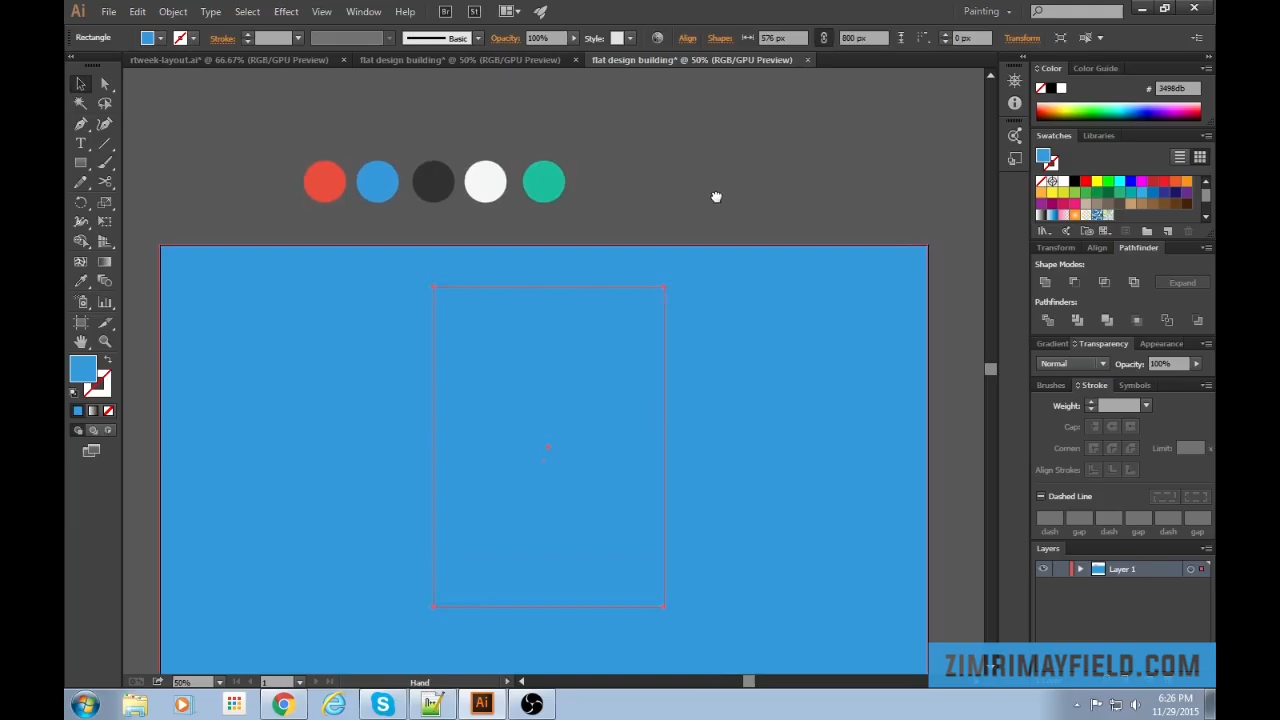 Ai File Edit Object Type Select Effect View Window Help Br St Painting
Rectangle Stroke: Basic Opacity: 100% Style: Align Shape: 576 px 800 px 0 px Transform
rtweek-layout.ai* @ 66.67% (RGB/GPU Preview) × flat design building* @ 50% (RGB/GPU Preview) × flat design building* @ 50% (RGB/GPU Preview) ×
Color Color Guide
# 3498db
Swatches Libraries
Transform Align Pathfinder
Shape Modes:
Expand
Pathfinders:
Gradient Transparency Appearance
Normal Opacity: 100%
Brushes Stroke Symbols
Weight:
Cap:
Corner: Limit:
Align Stroke:
Dashed Line
dash gap dash gap dash gap
Layers
Layer 1
ZIMRIMAYFIELD.COM
50% 1 Hand
Ai
6:26 PM
11/29/2015